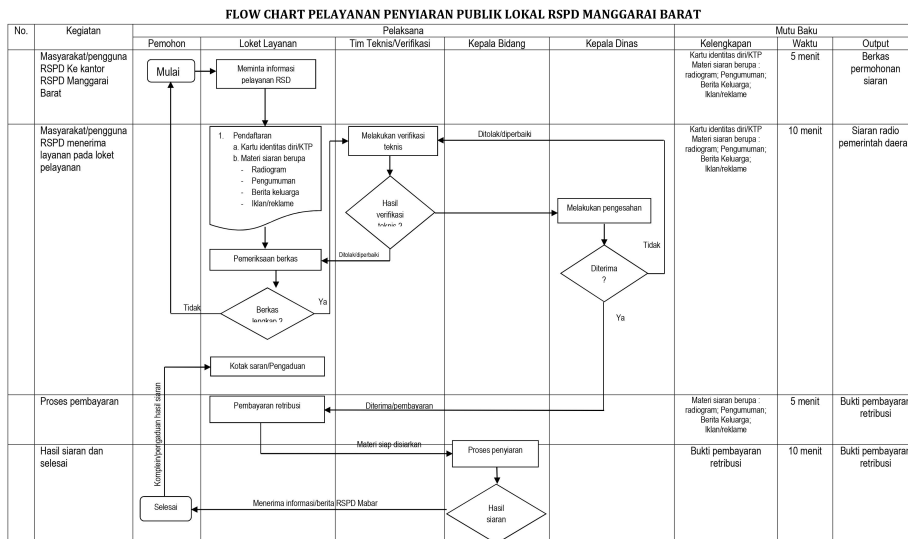 FLOW CHART PELAYANAN PENYIARAN PUBLIK LOKAL RSPD MANGGARAI BARAT
No. Kegiatan Pelaksana Mutu Baku
Pemohon Loket Layanan Tim Teknis/Verifikasi Kepala Bidang Kepala Dinas Kelengkapan Waktu Output
Masyarakat/pengguna
RSPD Ke kantor
RSPD Manggarai
Barat
Mulai
Meminta informasi
pelayanan RSD
Kartu identitas diri/KTP
Materi siaran berupa :
radiogram; Pengumuman;
Berita Keluarga;
Iklan/reklame
5 menit
Berkas
permohonan
siaran
Masyarakat/pengguna
RSPD menerima
layanan pada loket
pelayanan
1. Pendaftaran
a. Kartu identitas diri/KTP
b. Materi siaran berupa
- Radiogram
- Pengumuman
- Berita keluarga
- Iklan/reklame
Melakukan verifikasi
teknis
Ditolak/diperbaiki
Hasil
verifikasi
teknis ?
Melakukan pengesahan
Kartu identitas diri/KTP
Materi siaran berupa :
radiogram; Pengumuman;
Berita Keluarga;
Iklan/reklame
10 menit
Siaran radio
pemerintah daera
Pemeriksaan berkas
Ditolak/diperbaiki
Tidak
Diterima
?
Ya
Tidak
Berkas
lengkap ?
Ya
Kotak saran/Pengaduan
Komplein/pengaduan hasil siaran
Proses pembayaran
Pembayaran retribusi
Diterima/pembayaran
Materi siaran berupa :
radiogram; Pengumuman;
Berita Keluarga;
Iklan/reklame
5 menit
Bukti pembayaran
retribusi
Hasil siaran dan
selesai
Materi siap disiarkan
Proses penyiaran
Bukti pembayaran
retribusi
10 menit
Bukti pembayaran
retribusi
Selesai
Menerima informasi/berita RSPD Mabar
Hasil
siaran